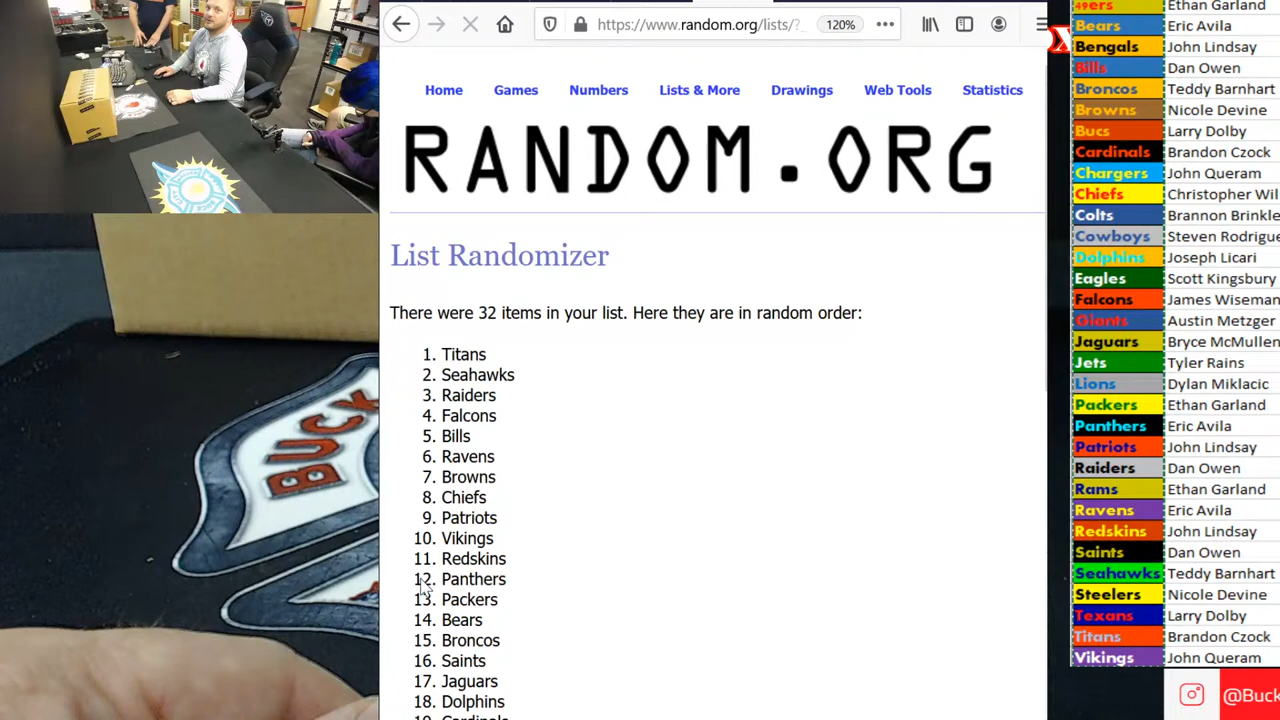 https://www.random.org/lists/?
120%
Home Games Numbers Lists & More Drawings Web Tools Statistics
RANDOM.ORG
List Randomizer
There were 32 items in your list. Here they are in random order:
1. Titans
2. Seahawks
3. Raiders
4. Falcons
5. Bills
6. Ravens
7. Browns
8. Chiefs
9. Patriots
10. Vikings
11. Redskins
12. Panthers
13. Packers
14. Bears
15. Broncos
16. Saints
17. Jaguars
18. Dolphins
19. Cardinals
49ers Ethan Garland
Bears Eric Avila
Bengals John Lindsay
Bills Dan Owen
Broncos Teddy Barnhart
Browns Nicole Devine
Bucs Larry Dolby
Cardinals Brandon Czock
Chargers John Queram
Chiefs Christopher Wil
Colts Brannon Brinkle
Cowboys Steven Rodrigue
Dolphins Joseph Licari
Eagles Scott Kingsbury
Falcons James Wiseman
Giants Austin Metzger
Jaguars Bryce McMullen
Jets Tyler Rains
Lions Dylan Miklacic
Packers Ethan Garland
Panthers Eric Avila
Patriots John Lindsay
Raiders Dan Owen
Rams Ethan Garland
Ravens Eric Avila
Redskins John Lindsay
Saints Dan Owen
Seahawks Teddy Barnhart
Steelers Nicole Devine
Texans Larry Dolby
Titans Brandon Czock
Vikings John Queram
@Buck
BUCK